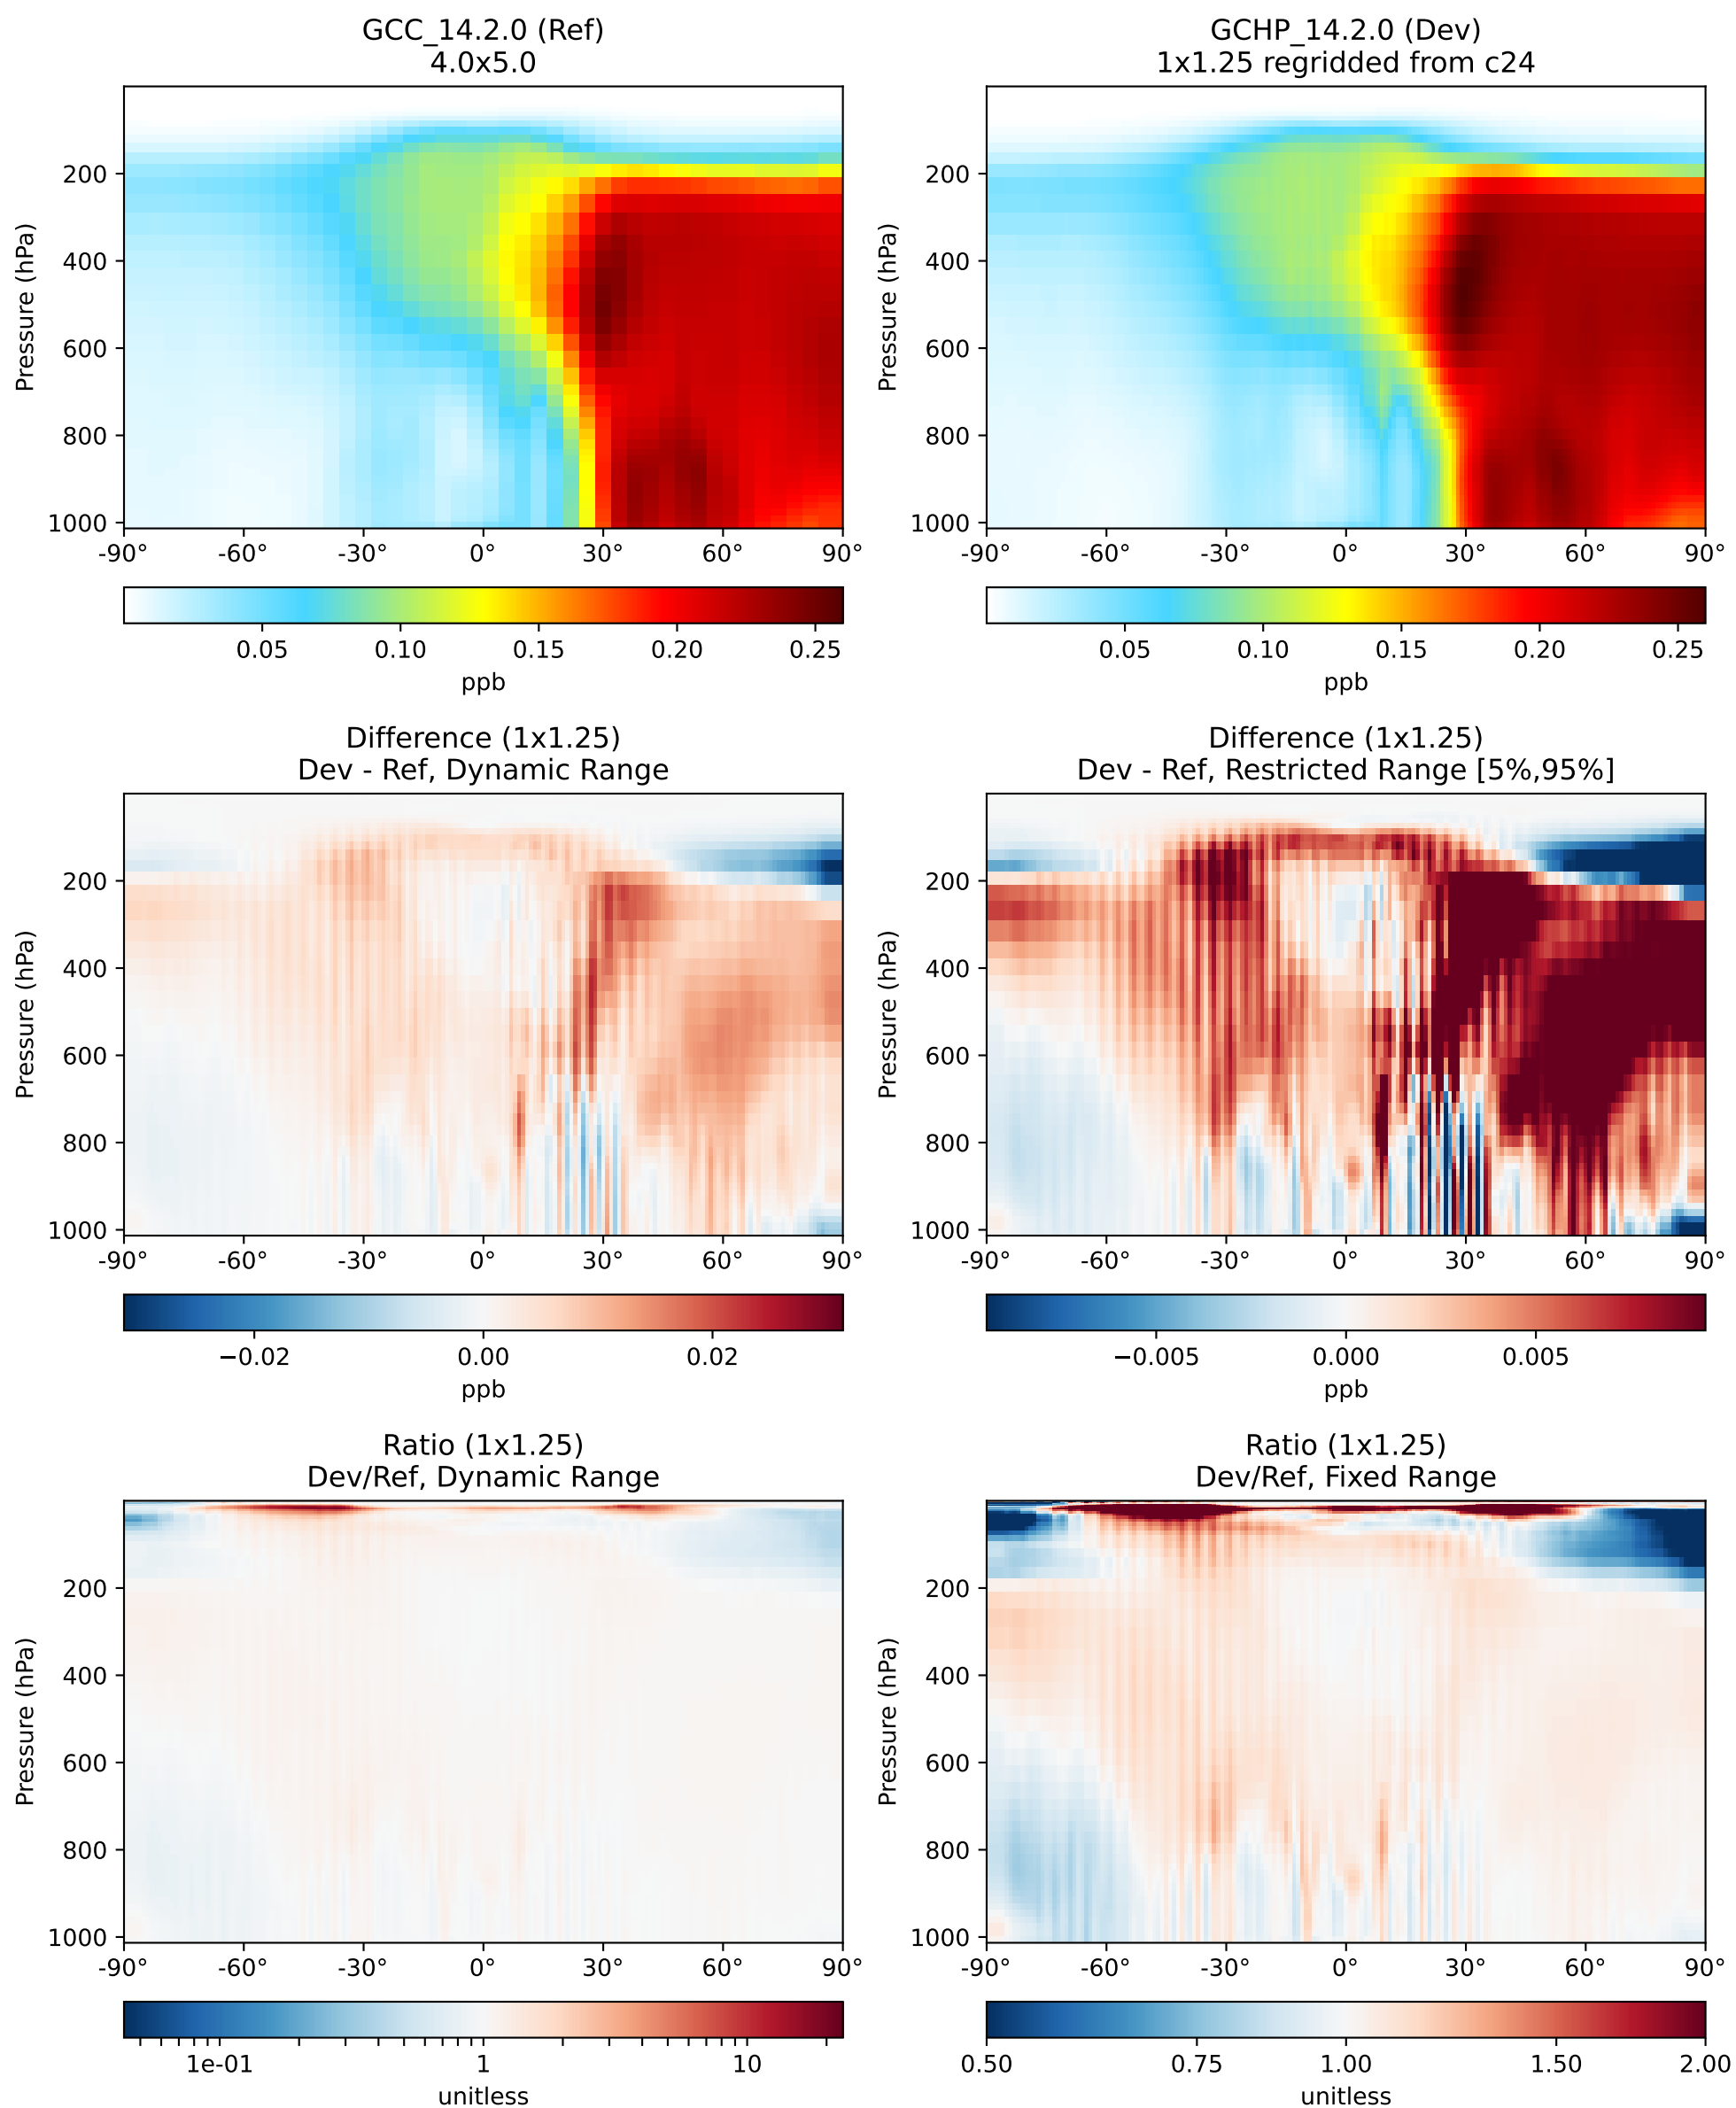 GCC_14.2.0 (Ref)
4.0x5.0
GCHP_14.2.0 (Dev)
1x1.25 regridded from c24
Pressure (hPa)
200
400
600
800
1000
-90° -60° -30° 0° 30° 60° 90°
0.05 0.10 0.15 0.20 0.25
ppb
Pressure (hPa)
200
400
600
800
1000
-90° -60° -30° 0° 30° 60° 90°
0.05 0.10 0.15 0.20 0.25
ppb
Difference (1x1.25)
Dev - Ref, Dynamic Range
Pressure (hPa)
200
400
600
800
1000
-90° -60° -30° 0° 30° 60° 90°
−0.02 0.00 0.02
ppb
Difference (1x1.25)
Dev - Ref, Restricted Range [5%,95%]
Pressure (hPa)
200
400
600
800
1000
-90° -60° -30° 0° 30° 60° 90°
−0.005 0.000 0.005
ppb
Ratio (1x1.25)
Dev/Ref, Dynamic Range
Pressure (hPa)
200
400
600
800
1000
-90° -60° -30° 0° 30° 60° 90°
1e-01 1 10
unitless
Ratio (1x1.25)
Dev/Ref, Fixed Range
Pressure (hPa)
200
400
600
800
1000
-90° -60° -30° 0° 30° 60° 90°
0.50 0.75 1.00 1.50 2.00
unitless